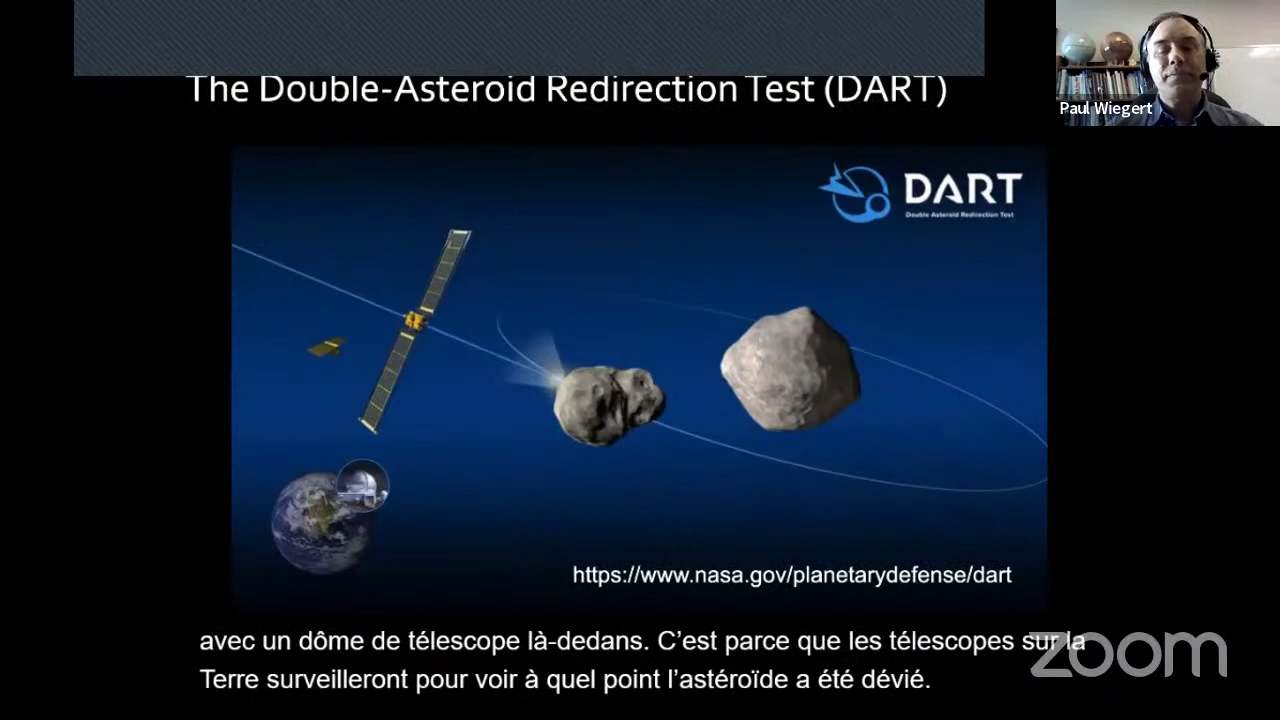 The Double-Asteroid Redirection Test (DART)
Paul Wiegert
DART
Double Asteroid Redirection Test
https://www.nasa.gov/planetarydefense/dart
avec un dôme de télescope là-dedans. C’est parce que les télescopes sur la
Terre surveilleront pour voir à quel point l’astéroïde a été dévié.
zoom